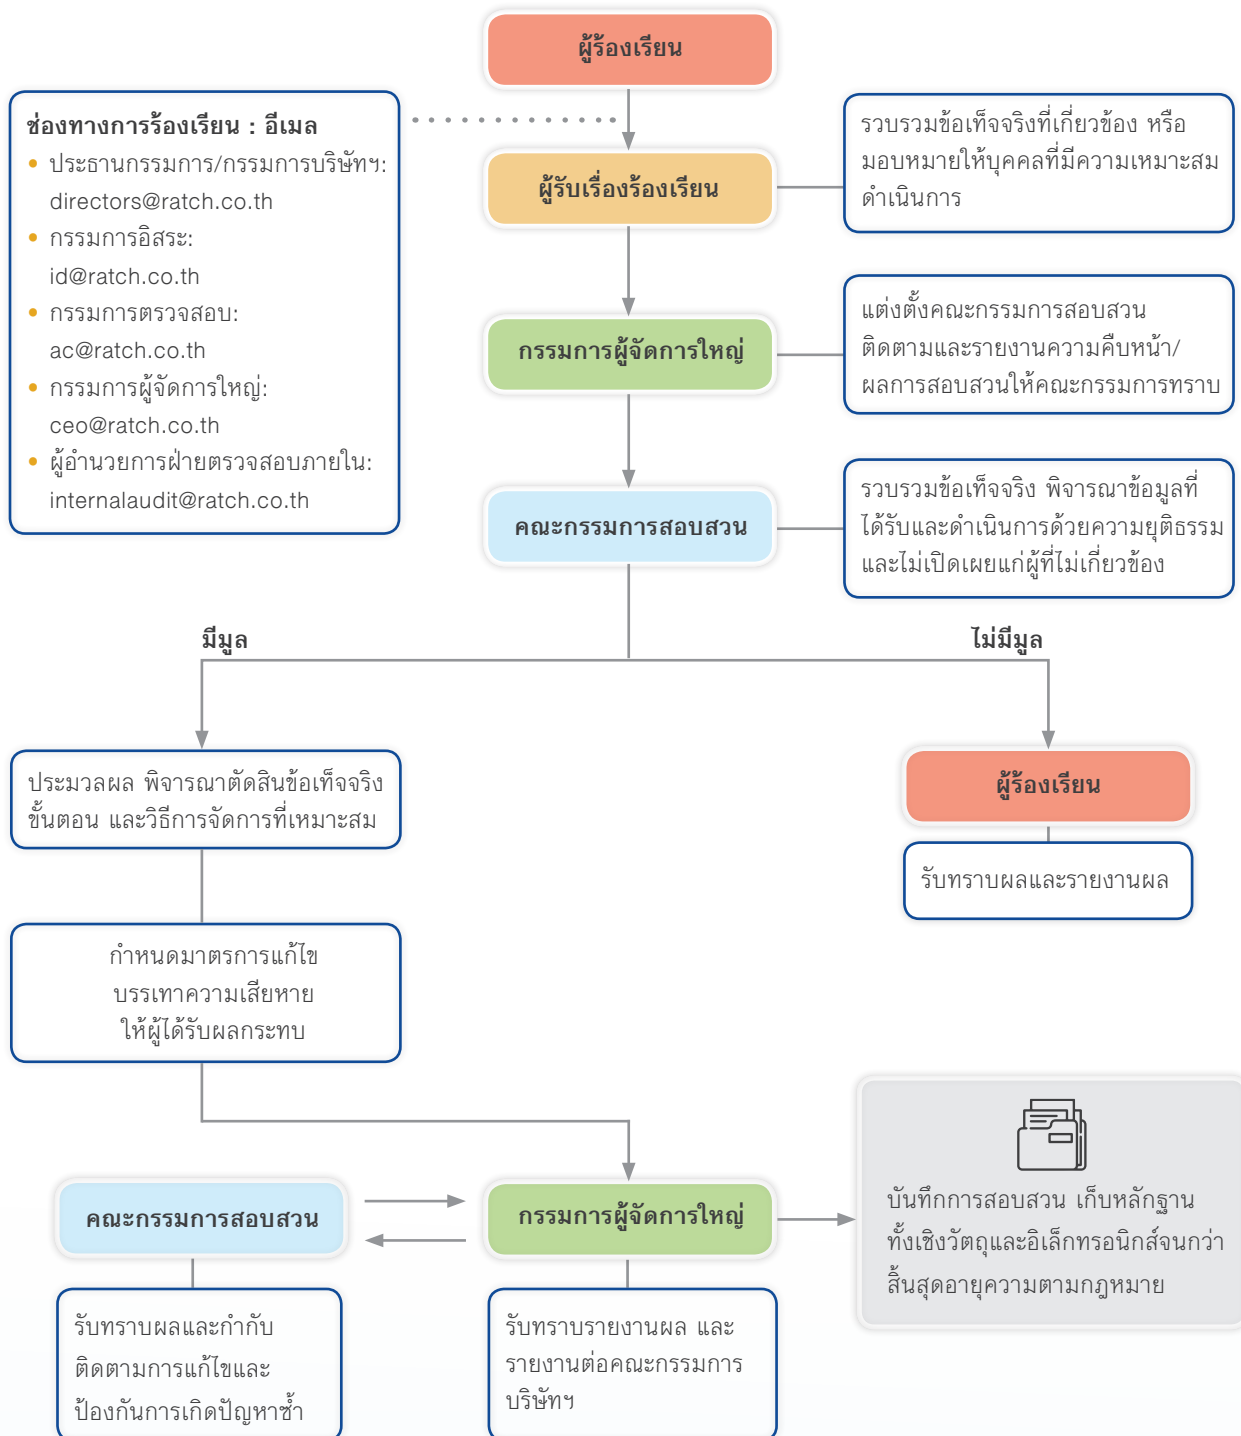 ผู้ร้องเรียน
ช่องทางการร้องเรียน : อีเมล
• ประธานกรรมการ/กรรมการบริษัทฯ:
directors@ratch.co.th
• กรรมการอิสระ:
id@ratch.co.th
• กรรมการตรวจสอบ:
ac@ratch.co.th
• กรรมการผู้จัดการใหญ่:
ceo@ratch.co.th
• ผู้อำนวยการฝ่ายตรวจสอบภายใน:
internalaudit@ratch.co.th
ผู้รับเรื่องร้องเรียน
รวบรวมข้อเท็จจริงที่เกี่ยวข้อง หรือ
มอบหมายให้บุคคลที่มีความเหมาะสม
ดำเนินการ
กรรมการผู้จัดการใหญ่
แต่งตั้งคณะกรรมการสอบสวน
ติดตามและรายงานความคืบหน้า/
ผลการสอบสวนให้คณะกรรมการทราบ
คณะกรรมการสอบสวน
รวบรวมข้อเท็จจริง พิจารณาข้อมูลที่
ได้รับและดำเนินการด้วยความยุติธรรม
และไม่เปิดเผยแก่ผู้ที่ไม่เกี่ยวข้อง
มีมูล
ไม่มีมูล
ประมวลผล พิจารณาตัดสินข้อเท็จจริง
ขั้นตอน และวิธีการจัดการที่เหมาะสม
ผู้ร้องเรียน
รับทราบผลและรายงานผล
กำหนดมาตรการแก้ไข
บรรเทาความเสียหาย
ให้ผู้ได้รับผลกระทบ
คณะกรรมการสอบสวน
รับทราบผลและกำกับ
ติดตามการแก้ไขและ
ป้องกันการเกิดปัญหาซ้ำ
กรรมการผู้จัดการใหญ่
รับทราบรายงานผล และ
รายงานต่อคณะกรรมการ
บริษัทฯ
บันทึกการสอบสวน เก็บหลักฐาน
ทั้งเชิงวัตถุและอิเล็กทรอนิกส์จนกว่า
สิ้นสุดอายุความตามกฎหมาย